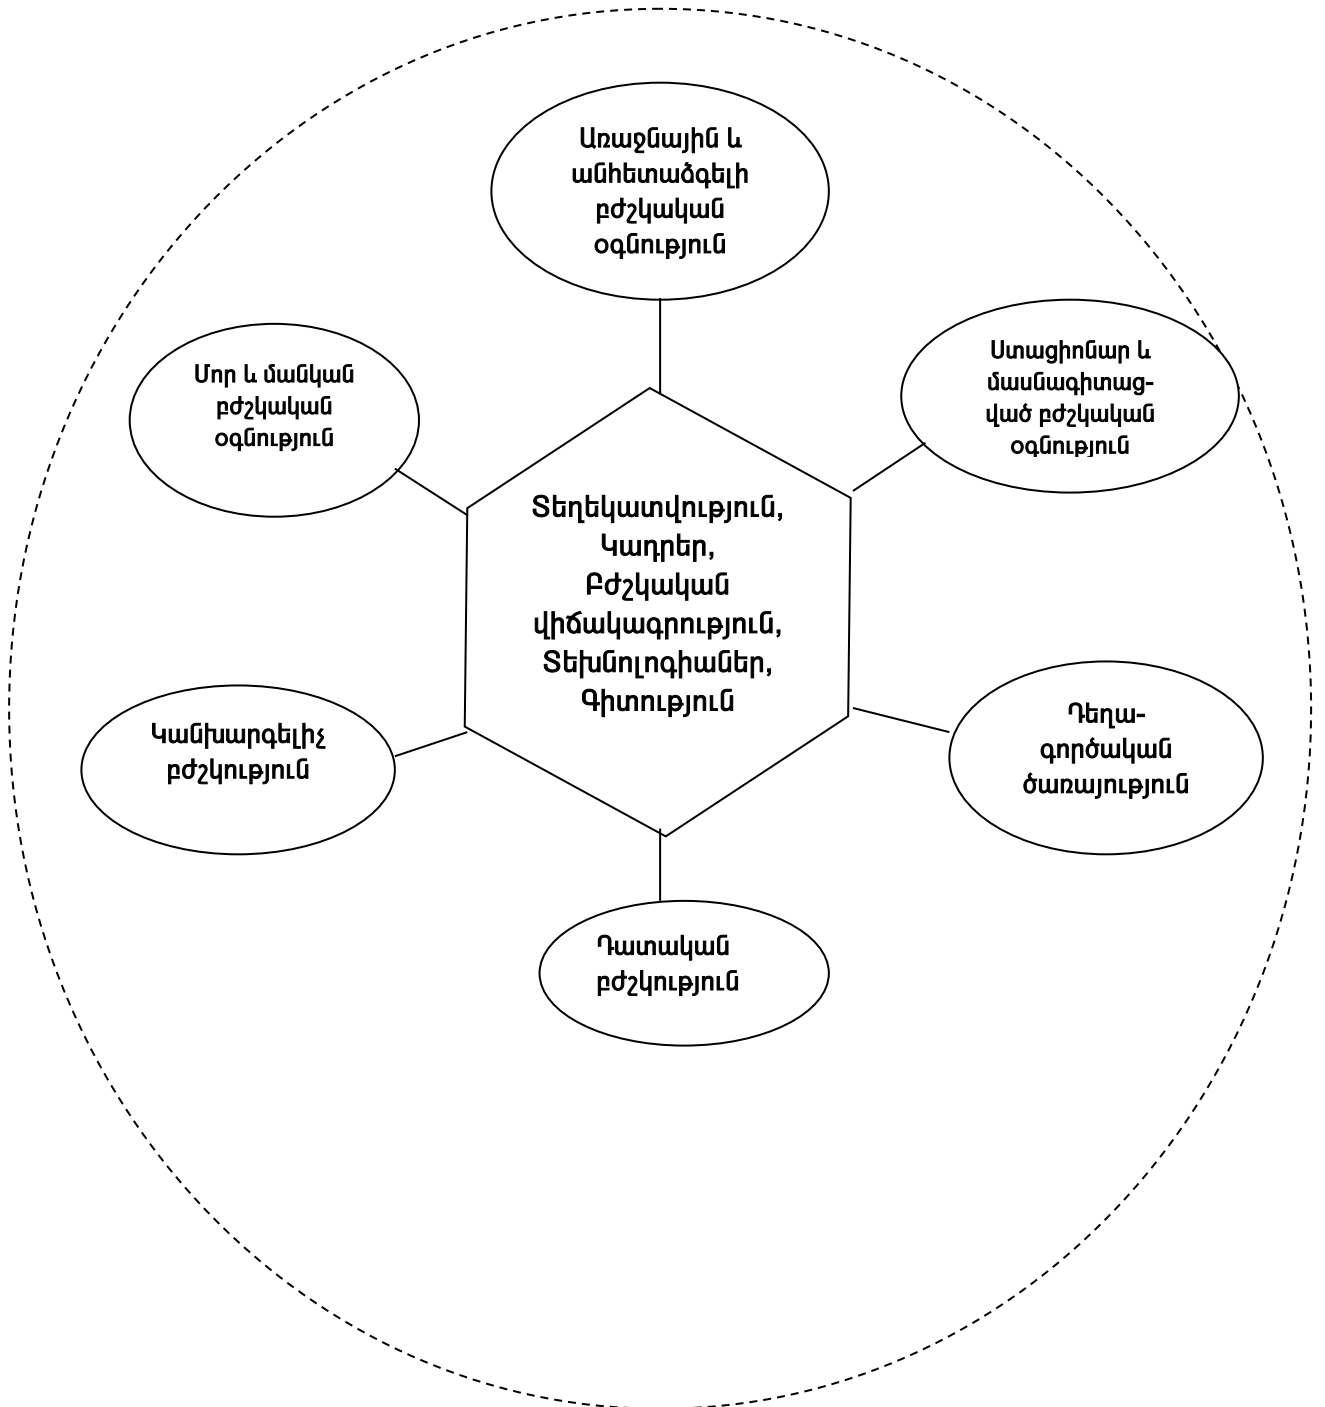 Առաջնային և
անհետաձգելի
բժշկական
օգնություն
Մոր և մանկան
բժշկական
օգնություն
Ստացիոնար և
մասնագիտաց-
ված բժշկական
օգնություն
Տեղեկատվություն,
Կադրեր,
Բժշկական
վիճակագրություն,
Տեխնոլոգիաներ,
Գիտություն
Կանխարգելիչ
բժշկություն
Դեղա-
գործական
ծառայություն
Դատական
բժշկություն